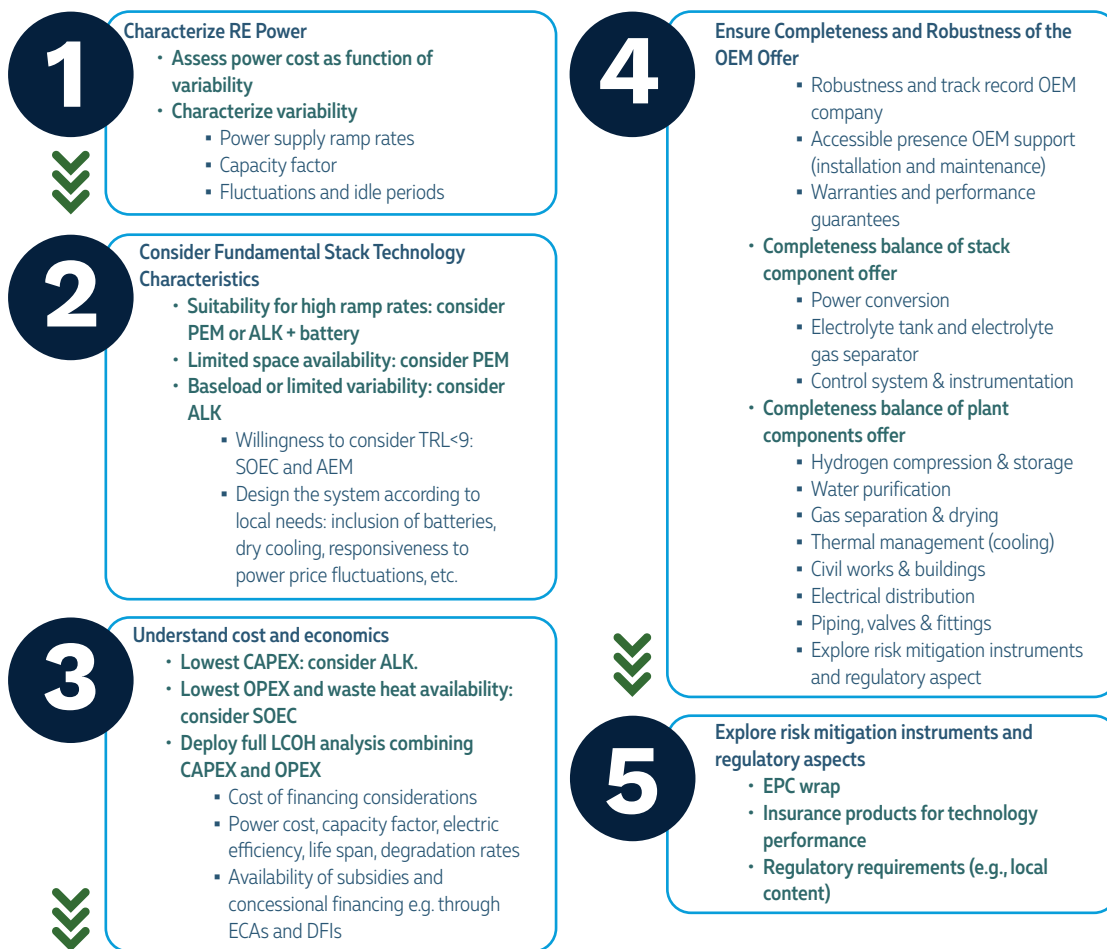 1
Characterize RE Power
• Assess power cost as function of
variability
• Characterize variability
▪ Power supply ramp rates
▪ Capacity factor
▪ Fluctuations and idle periods
2
Consider Fundamental Stack Technology
Characteristics
• Suitability for high ramp rates: consider
PEM or ALK + battery
• Limited space availability: consider PEM
• Baseload or limited variability: consider
ALK
▪ Willingness to consider TRL<9:
SOEC and AEM
▪ Design the system according to
local needs: inclusion of batteries,
dry cooling, responsiveness to
power price fluctuations, etc.
3
Understand cost and economics
• Lowest CAPEX: consider ALK.
• Lowest OPEX and waste heat availability:
consider SOEC
• Deploy full LCOH analysis combining
CAPEX and OPEX
▪ Cost of financing considerations
▪ Power cost, capacity factor, electric
efficiency, life span, degradation rates
▪ Availability of subsidies and
concessional financing e.g. through
ECAs and DFIs
4
Ensure Completeness and Robustness of the
OEM Offer
▪ Robustness and track record OEM
company
▪ Accessible presence OEM support
(installation and maintenance)
▪ Warranties and performance
guarantees
• Completeness balance of stack
component offer
▪ Power conversion
▪ Electrolyte tank and electrolyte
gas separator
▪ Control system & instrumentation
• Completeness balance of plant
components offer
▪ Hydrogen compression & storage
▪ Water purification
▪ Gas separation & drying
▪ Thermal management (cooling)
▪ Civil works & buildings
▪ Electrical distribution
▪ Piping, valves & fittings
▪ Explore risk mitigation instruments
and regulatory aspect
5
Explore risk mitigation instruments and
regulatory aspects
• EPC wrap
• Insurance products for technology
performance
• Regulatory requirements (e.g., local
content)